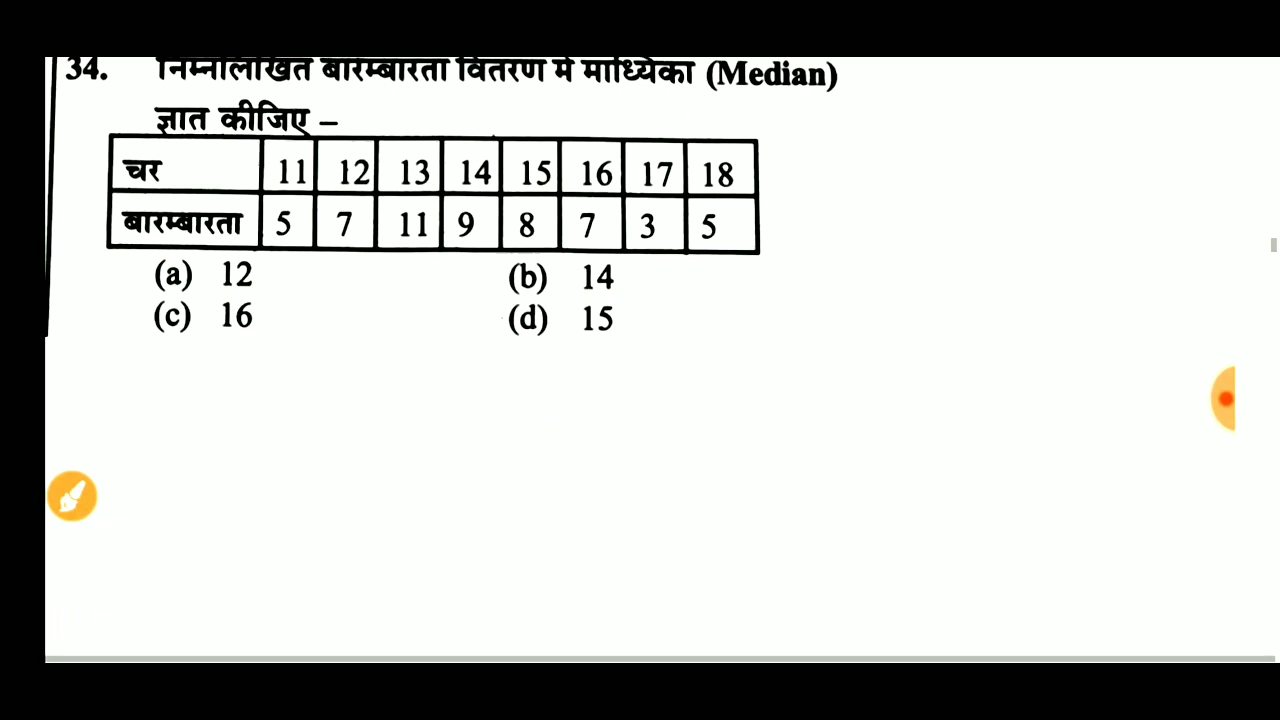 34. निम्नलिखित बारम्बारता वितरण में माध्यिका (Median)
ज्ञात कीजिए –
चर 11 12 13 14 15 16 17 18
बारम्बारता 5 7 11 9 8 7 3 5
(a) 12 (b) 14
(c) 16 (d) 15